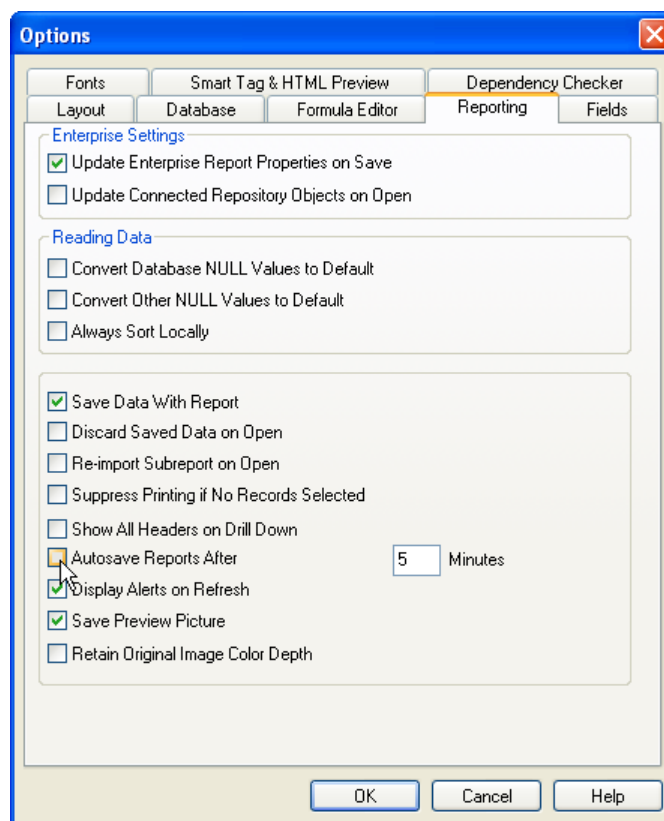 Options
Fonts Smart Tag & HTML Preview Dependency Checker
Layout Database Formula Editor Reporting Fields
Enterprise Settings
Update Enterprise Report Properties on Save
Update Connected Repository Objects on Open
Reading Data
Convert Database NULL Values to Default
Convert Other NULL Values to Default
Always Sort Locally
Save Data With Report
Discard Saved Data on Open
Re-import Subreport on Open
Suppress Printing if No Records Selected
Show All Headers on Drill Down
Autosave Reports After 5 Minutes
Display Alerts on Refresh
Save Preview Picture
Retain Original Image Color Depth
OK Cancel Help